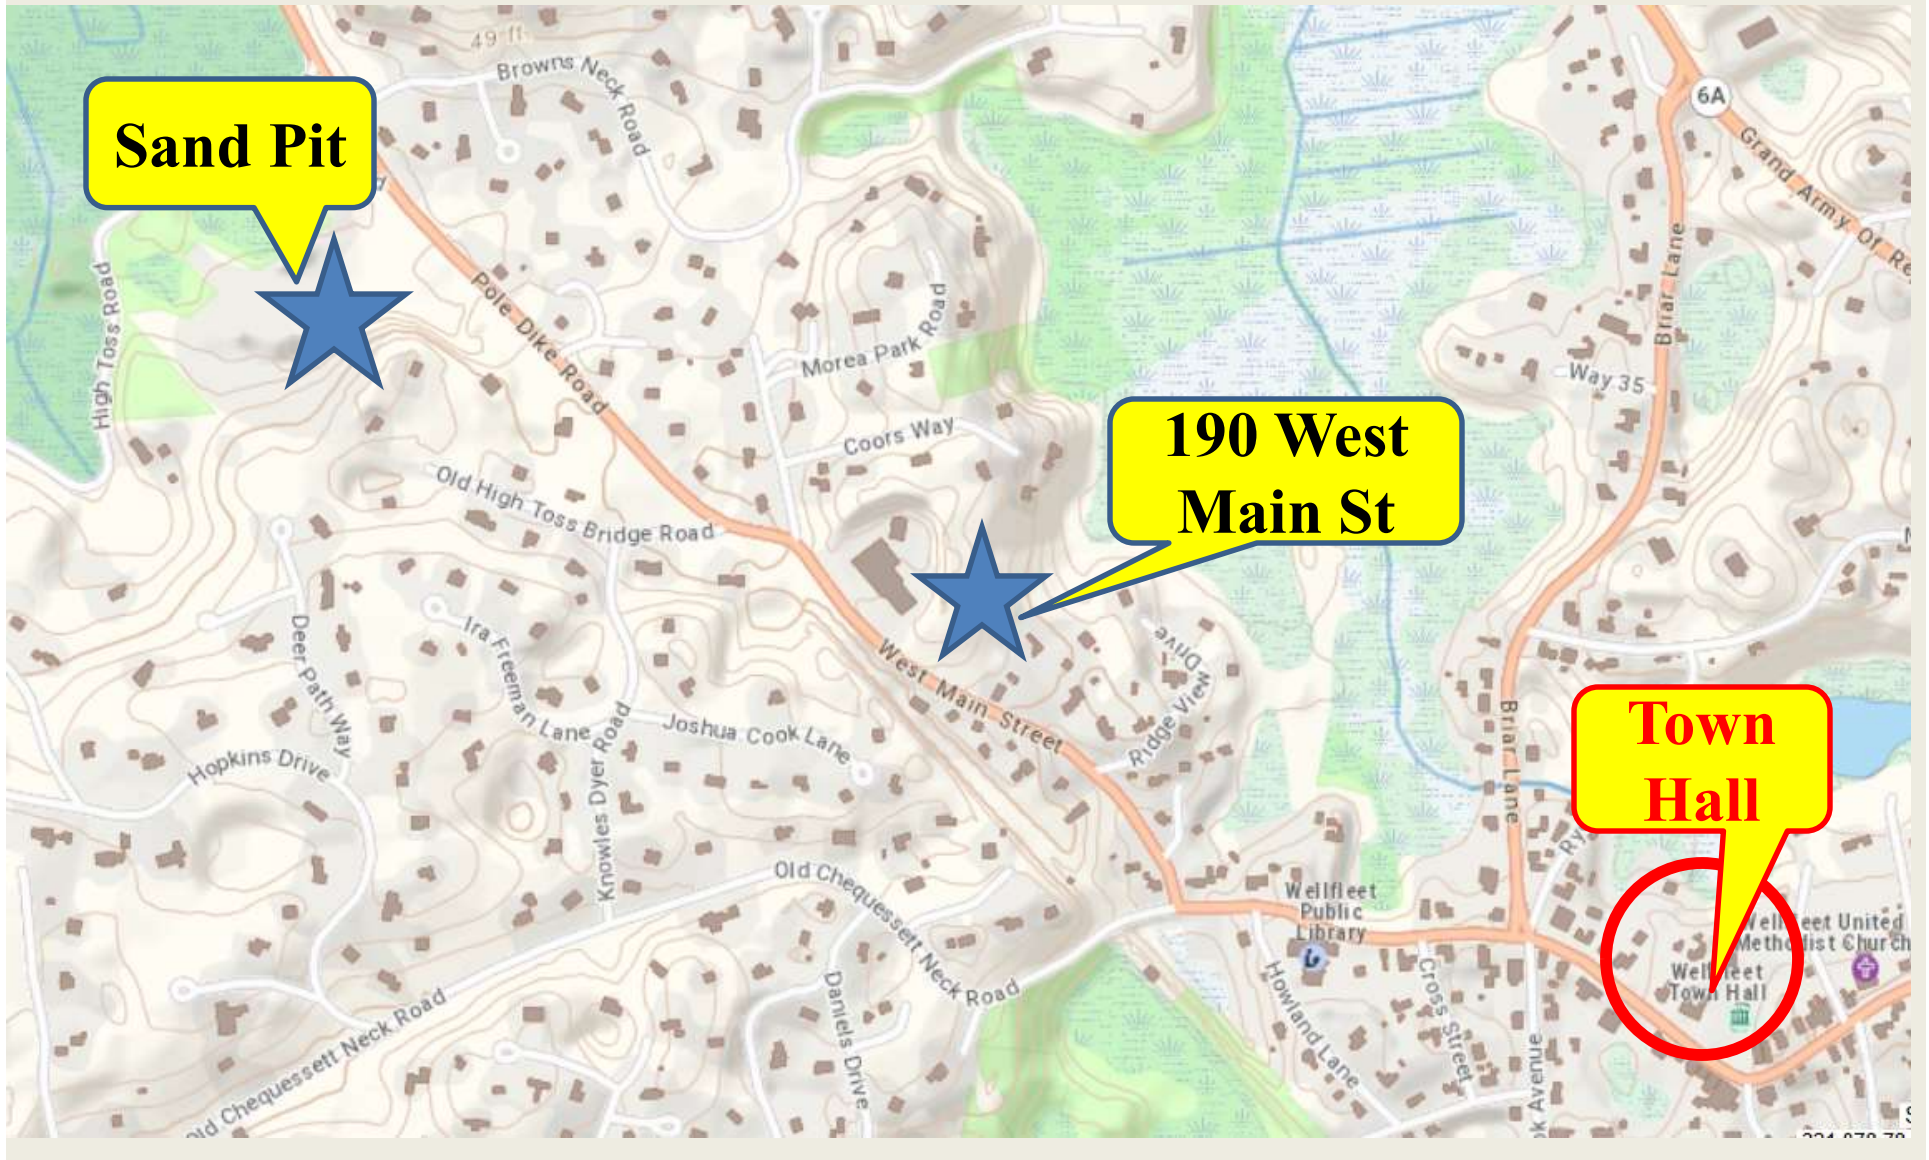 49 ft
Browns Neck Road
Sand Pit
6A
Grand Army Of Re
High Toss Road
Pole Dike Road
Morea Park Road
Briar Lane
Way 35
Coors Way
190 West
Main St
Old High Toss Bridge Road
Deer Path Way
Ira Freeman Lane
West Main Street
Ridge View Drive
Joshua Cook Lane
Hopkins Drive
Knowles Dyer Road
Briar Lane
Town
Hall
Old Chequessett Neck Road
Wellfleet
Public
Library
Wellfleet United
Methodist Church
Wellfleet
Town Hall
Daniels Drive
Howland Lane
Cross Street
Old Chequessett Neck Road
ok Avenue